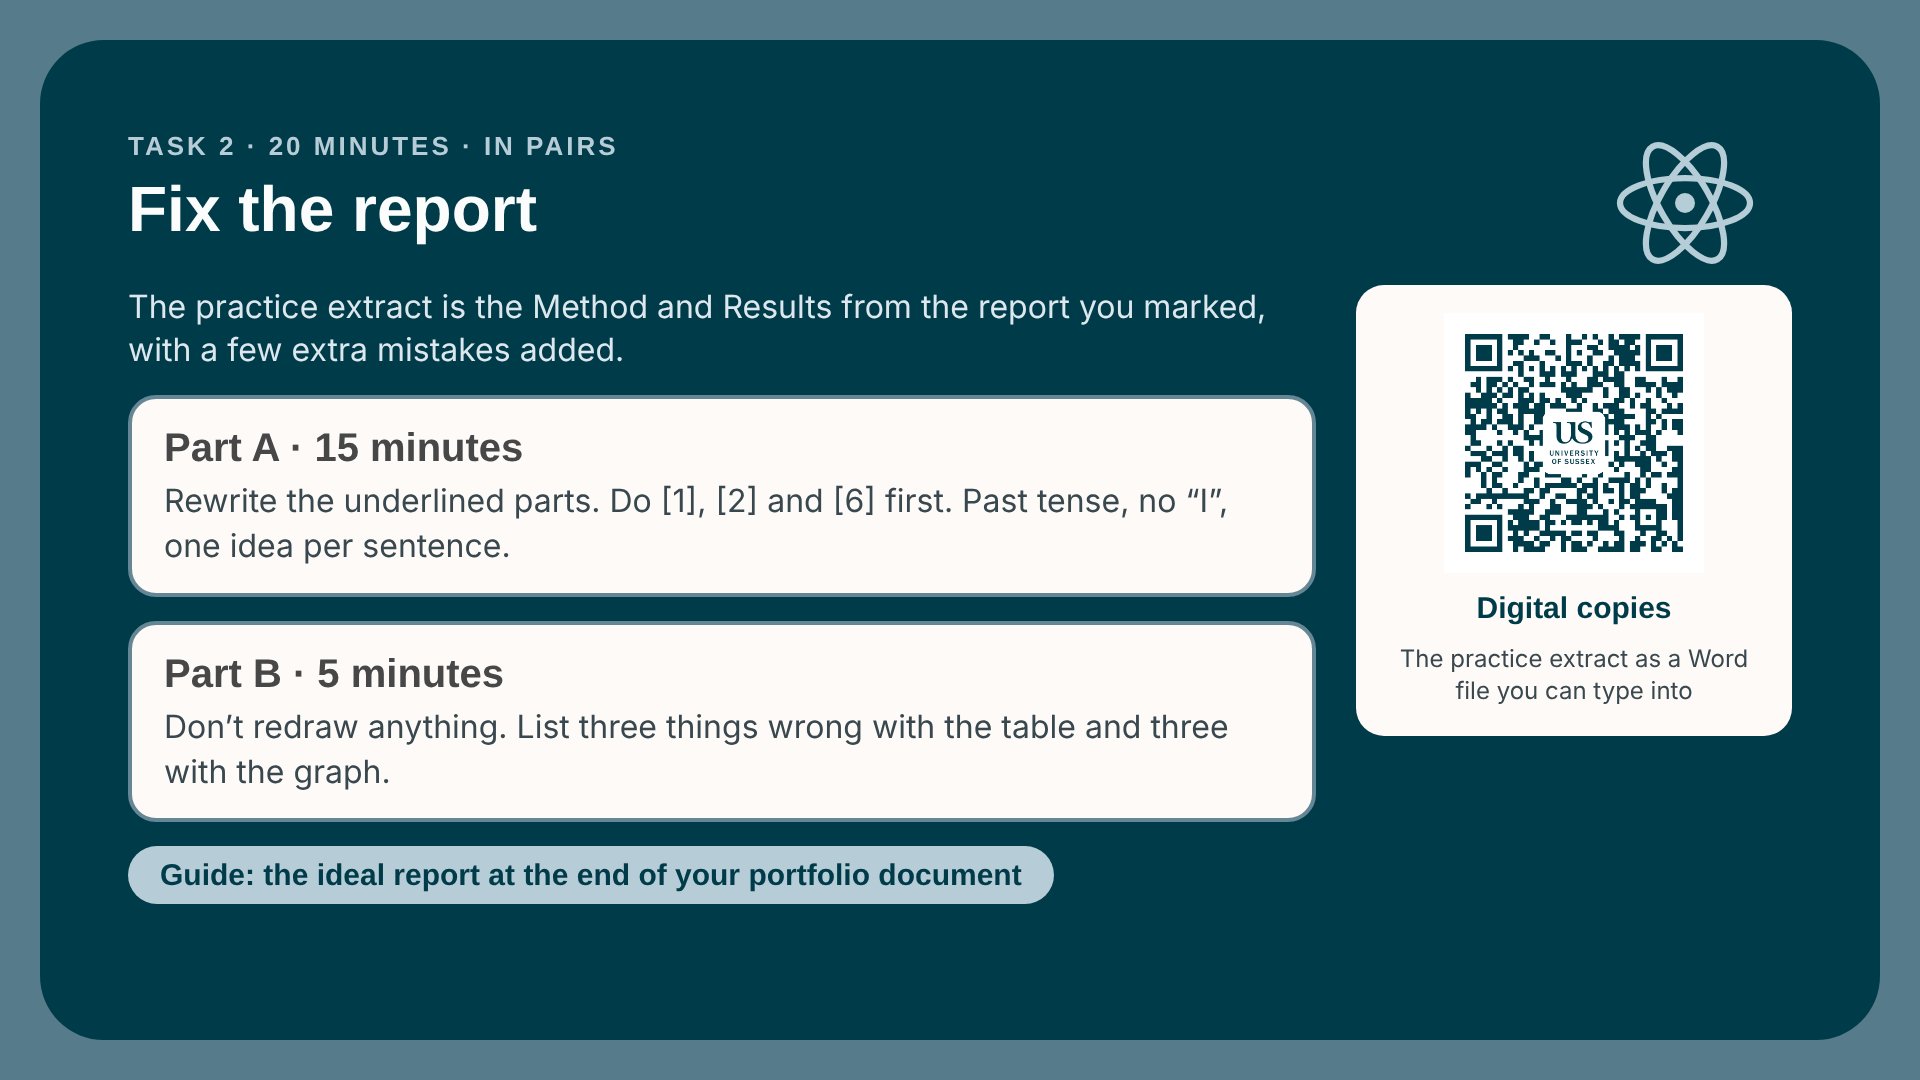 TASK 2 · 20 MINUTES · IN PAIRS
Fix the report
The practice extract is the Method and Results from the report you marked,
with a few extra mistakes added.
Part A · 15 minutes
Rewrite the underlined parts. Do [1], [2] and [6] first. Past tense, no “I”,
one idea per sentence.
Part B · 5 minutes
Don’t redraw anything. List three things wrong with the table and three
with the graph.
Guide: the ideal report at the end of your portfolio document
US
UNIVERSITY
OF SUSSEX
Digital copies
The practice extract as a Word
file you can type into